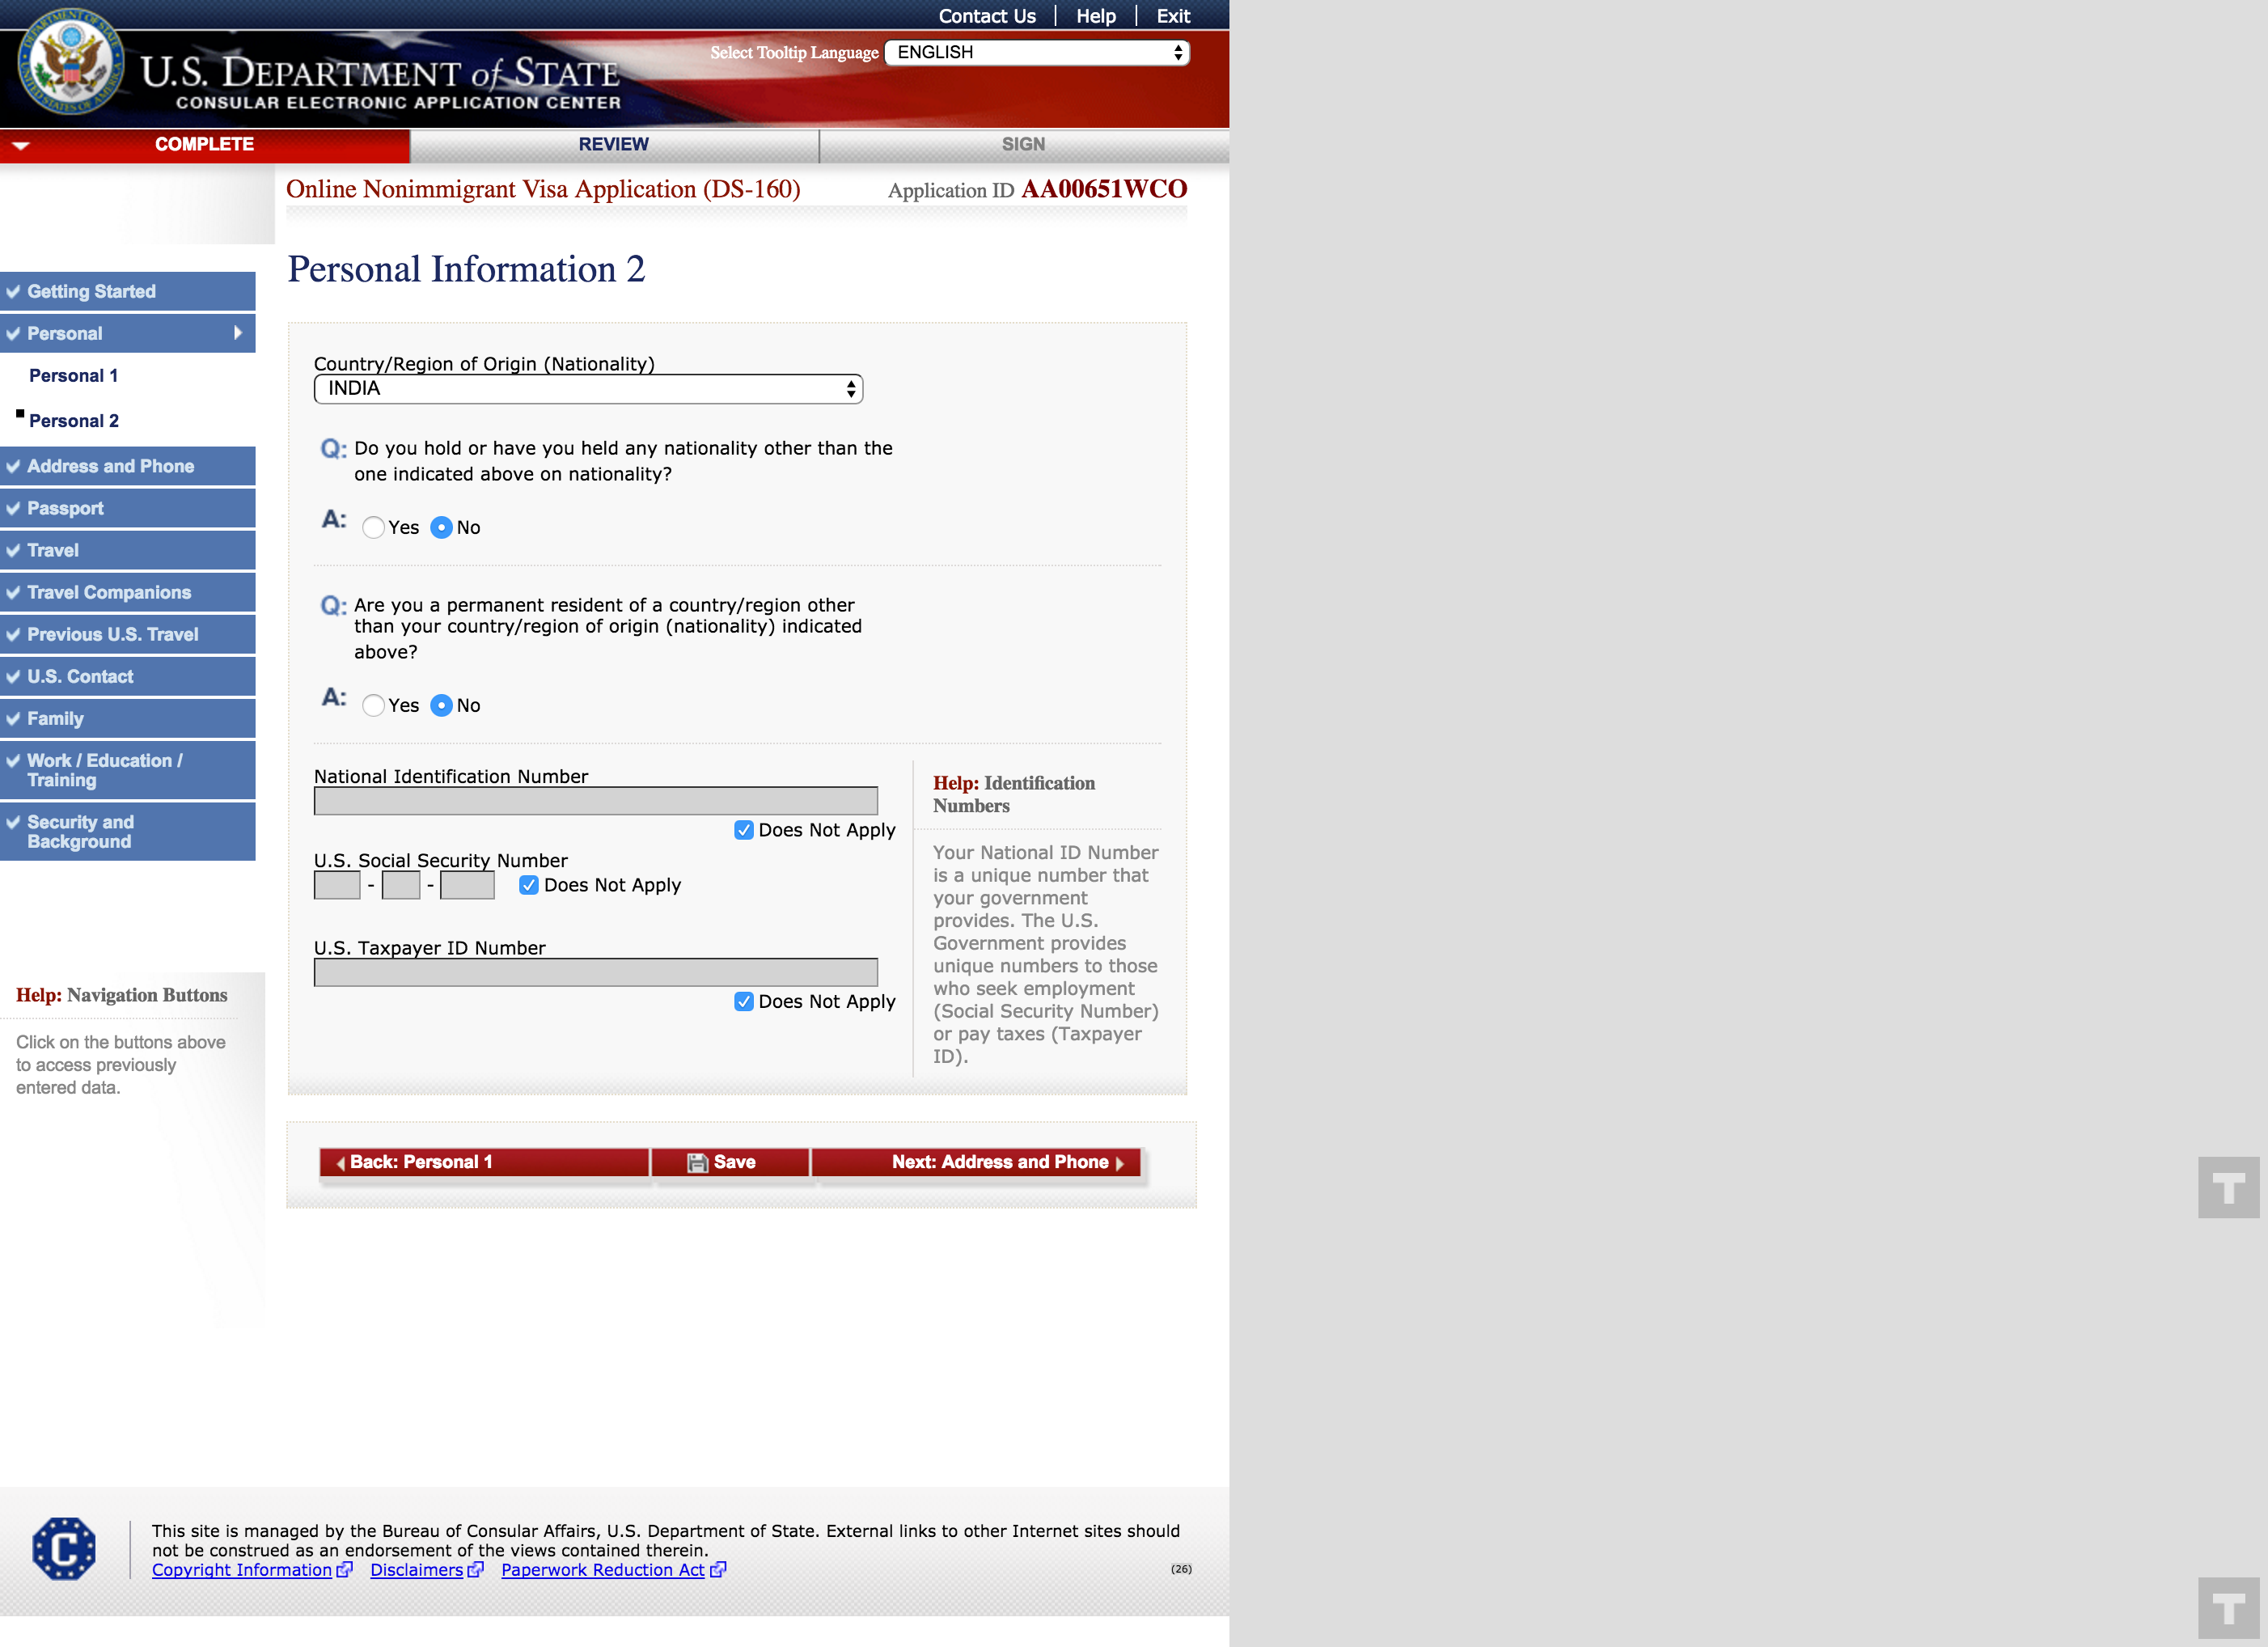 Contact Us
Help
Exit
Select Tooltip Language ENGLISH
U.S. DEPARTMENT of STATE
CONSULAR ELECTRONIC APPLICATION CENTER
COMPLETE
REVIEW
SIGN
Online Nonimmigrant Visa Application (DS-160)
Application ID AA00651WCO
Personal Information 2
Getting Started
Personal
Personal 1
Personal 2
Address and Phone
Passport
Travel
Travel Companions
Previous U.S. Travel
U.S. Contact
Family
Work / Education /
Training
Security and
Background
Help: Navigation Buttons
Click on the buttons above
to access previously
entered data.
Country/Region of Origin (Nationality)
INDIA
Q: Do you hold or have you held any nationality other than the
one indicated above on nationality?
A: Yes No
Q: Are you a permanent resident of a country/region other
than your country/region of origin (nationality) indicated
above?
A: Yes No
National Identification Number
Does Not Apply
U.S. Social Security Number
- - Does Not Apply
U.S. Taxpayer ID Number
Does Not Apply
Help: Identification
Numbers
Your National ID Number
is a unique number that
your government
provides. The U.S.
Government provides
unique numbers to those
who seek employment
(Social Security Number)
or pay taxes (Taxpayer
ID).
Back: Personal 1
Save
Next: Address and Phone
T
C
This site is managed by the Bureau of Consular Affairs, U.S. Department of State. External links to other Internet sites should
not be construed as an endorsement of the views contained therein.
Copyright Information Disclaimers Paperwork Reduction Act
(26)
T